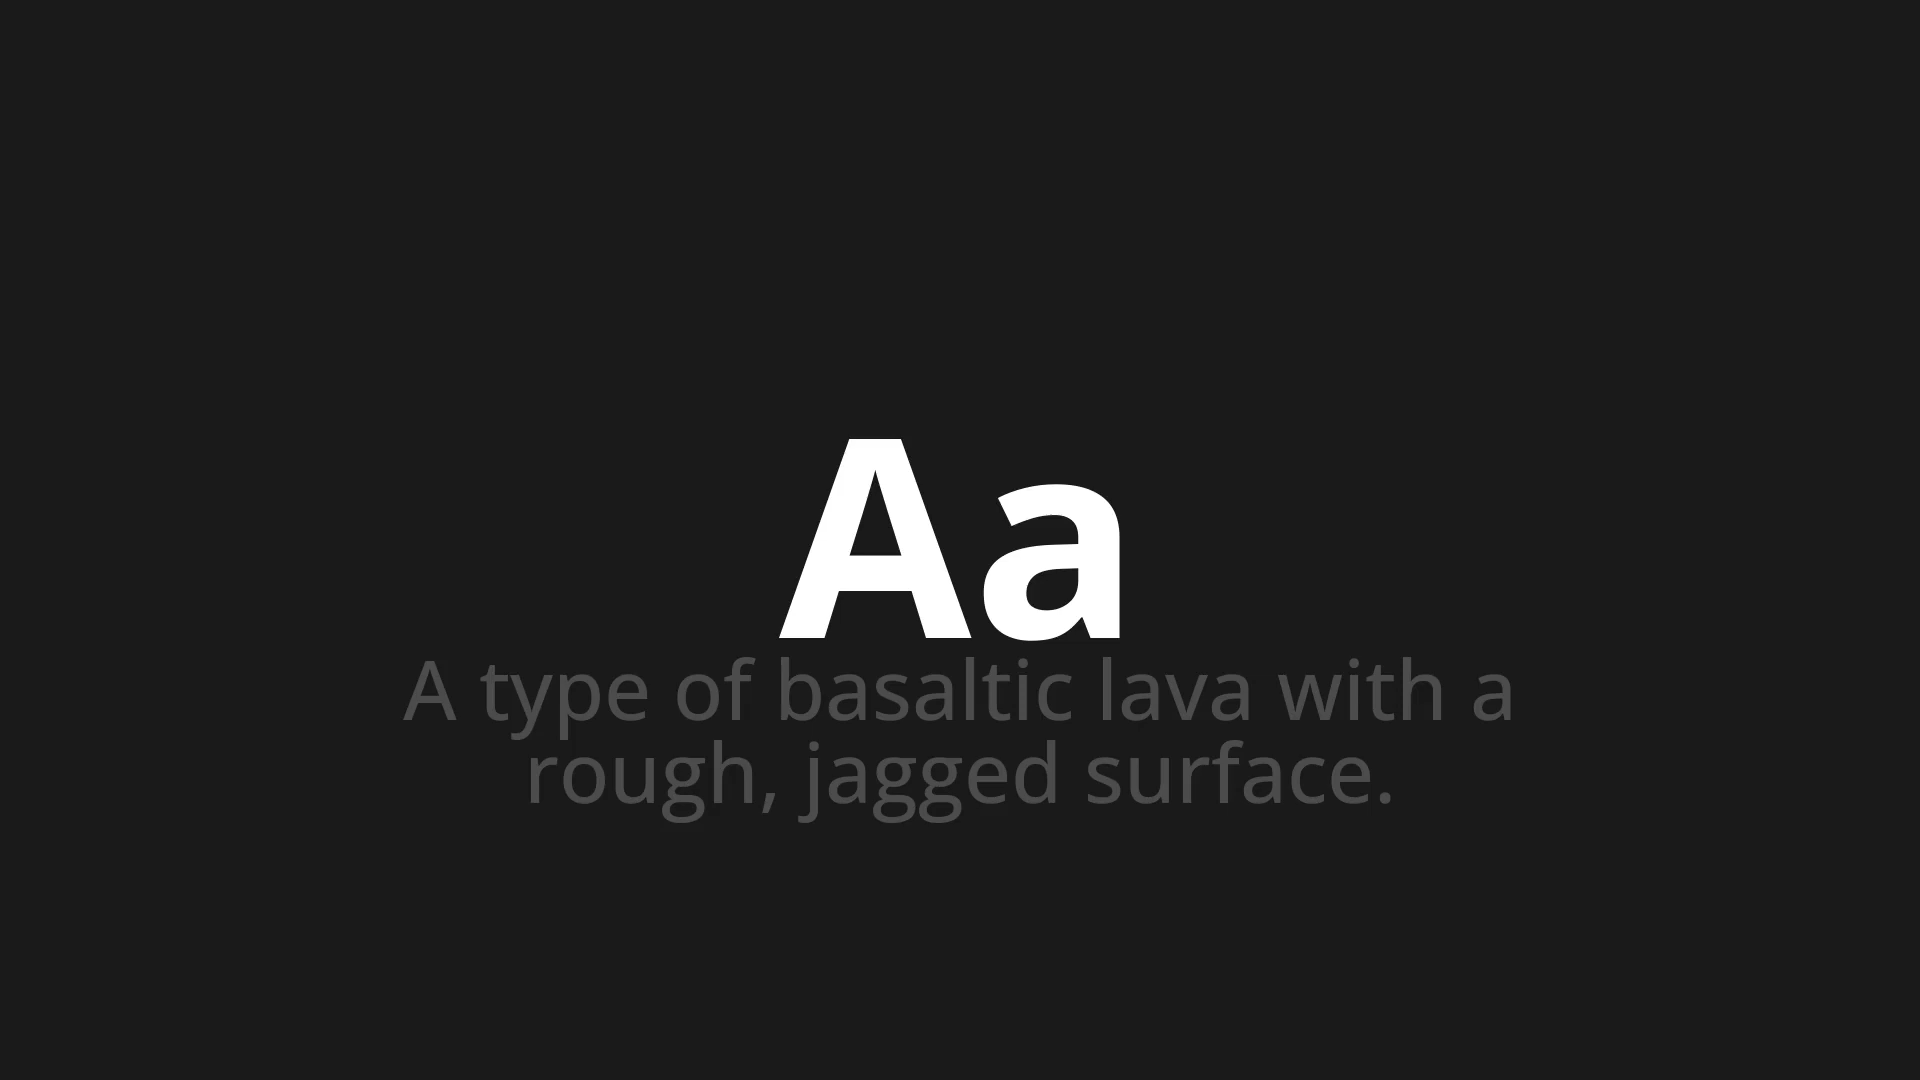 Aa
A type of basaltic lava with a
rough, jagged surface.